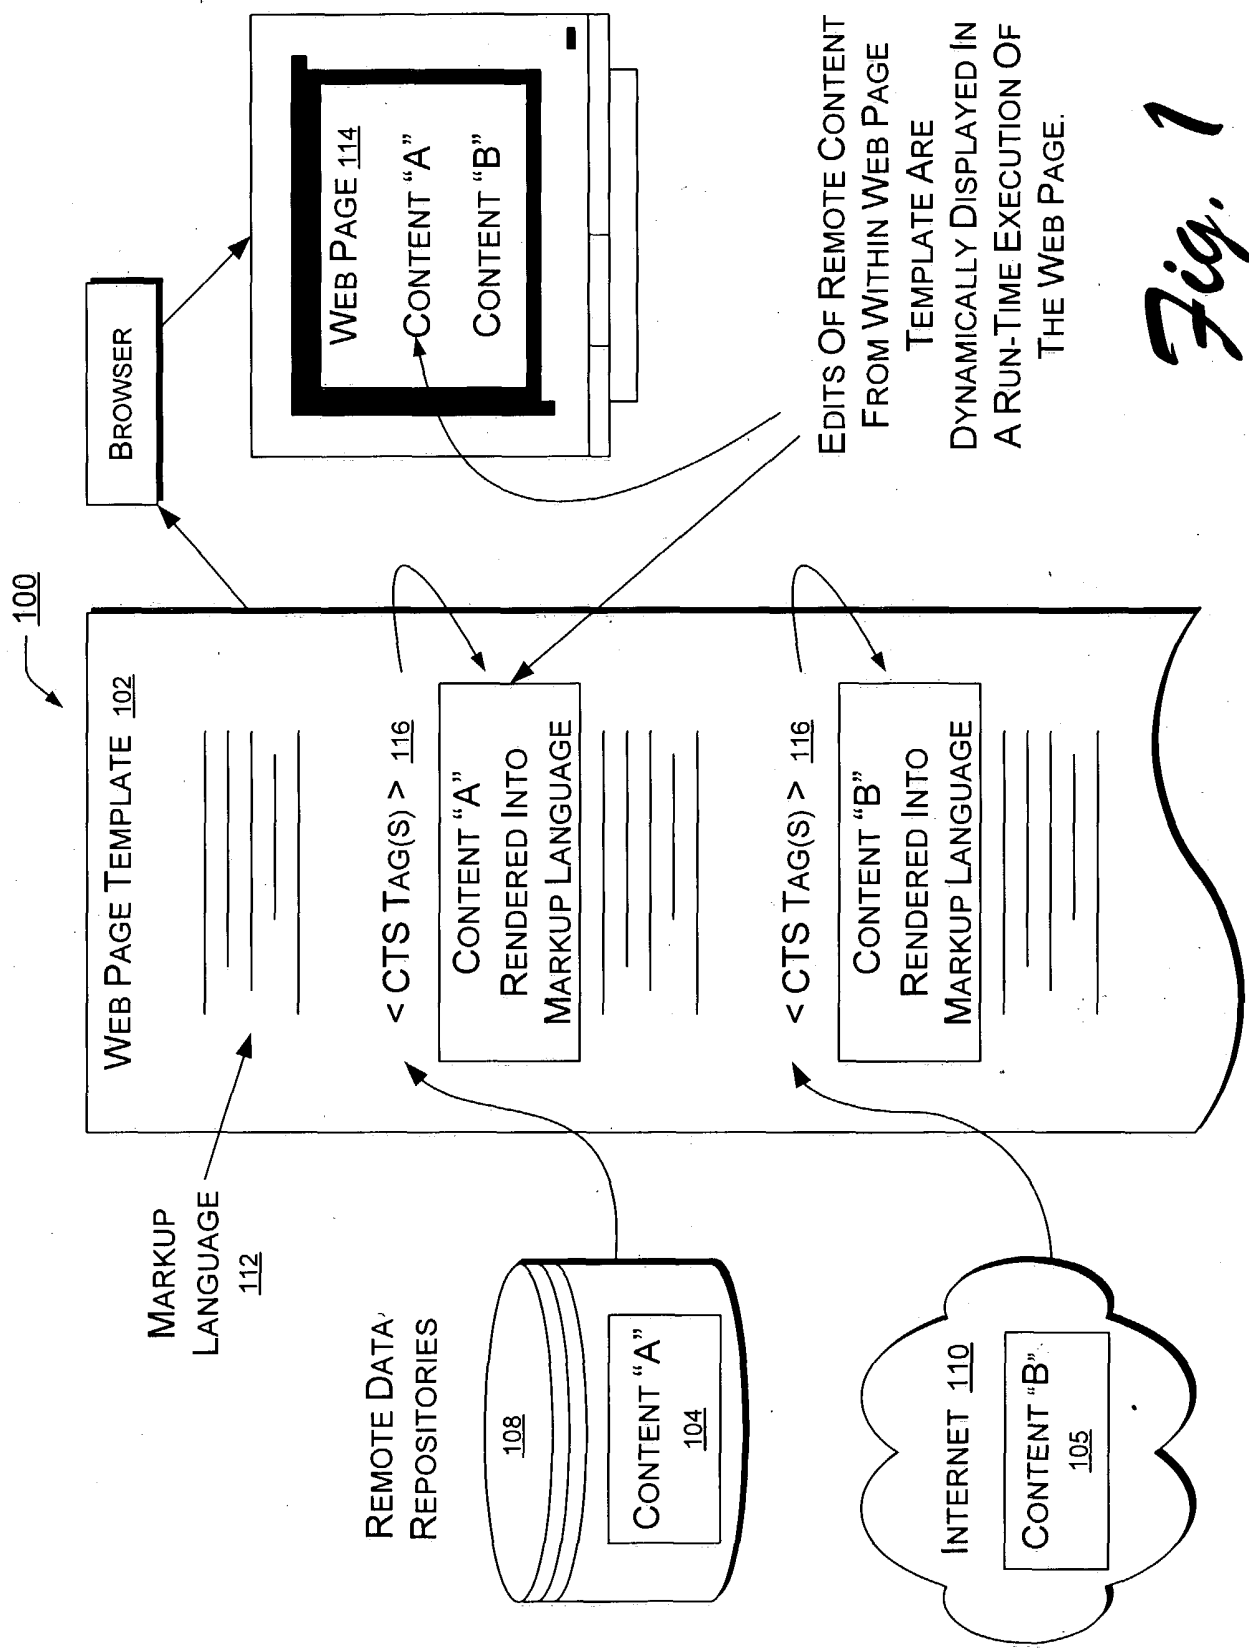 100
WEB PAGE TEMPLATE 102
MARKUP
LANGUAGE
112
< CTS TAG(S) > 116
CONTENT "A"
RENDERED INTO
MARKUP LANGUAGE
< CTS TAG(S) > 116
CONTENT "B"
RENDERED INTO
MARKUP LANGUAGE
REMOTE DATA
REPOSITORIES
108
CONTENT "A"
104
INTERNET 110
CONTENT "B"
105
BROWSER
WEB PAGE 114
CONTENT "A"
CONTENT "B"
EDITS OF REMOTE CONTENT
FROM WITHIN WEB PAGE
TEMPLATE ARE
DYNAMICALLY DISPLAYED IN
A RUN-TIME EXECUTION OF
THE WEB PAGE.
Fig. 1